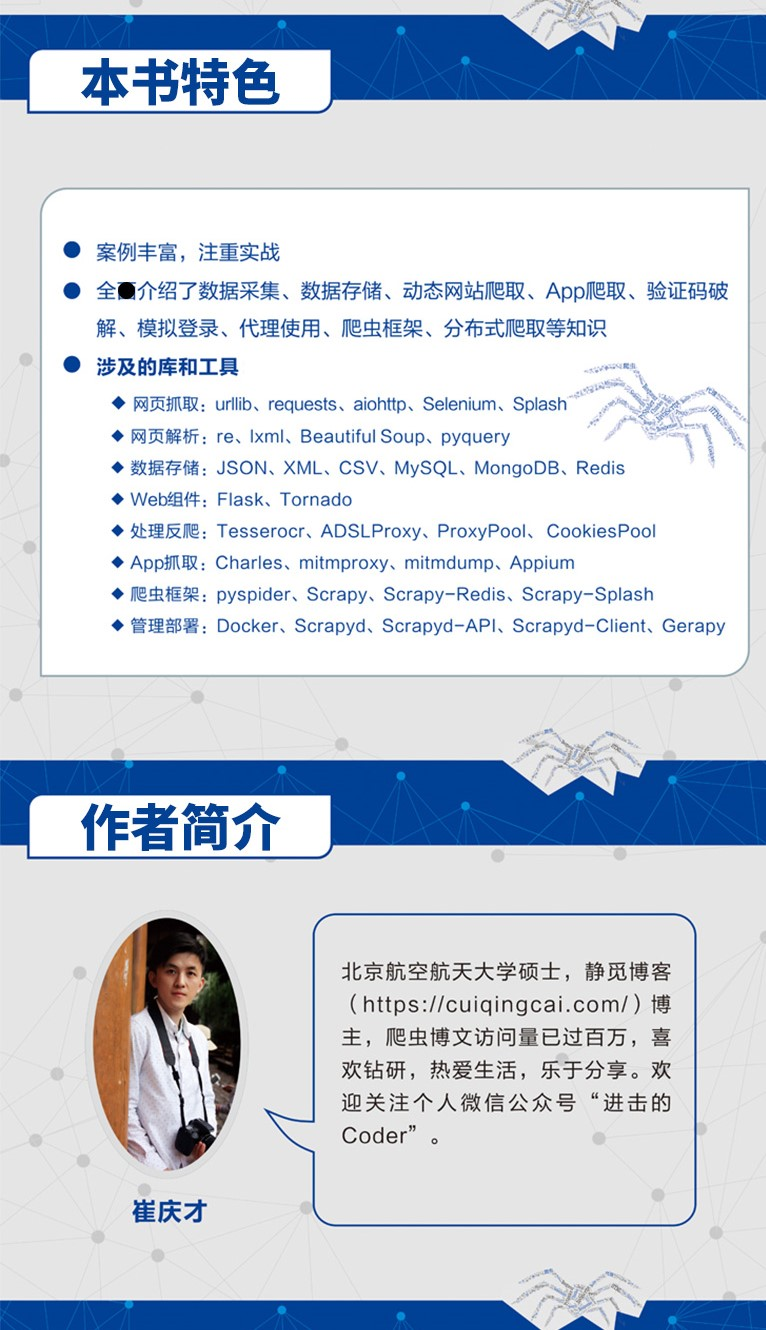 本书特色
案例丰富，注重实战
全介绍了数据采集、数据存储、动态网站爬取、App爬取、验证码破
解、模拟登录、代理使用、爬虫框架、分布式爬取等知识
涉及的库和工具
网页抓取：urllib、requests、aiohttp、Selenium、Splash
网页解析：re、lxml、Beautiful Soup、pyquery
数据存储：JSON、XML、CSV、MySQL、MongoDB、Redis
Web组件：Flask、Tornado
处理反爬：Tesserocr、ADSLProxy、ProxyPool、CookiesPool
App抓取：Charles、mitmproxy、mitmdump、Appium
爬虫框架：pyspider、Scrapy、Scrapy-Redis、Scrapy-Splash
管理部署：Docker、Scrapyd、Scrapyd-API、Scrapyd-Client、Gerapy
作者简介
北京航空航天大学硕士，静觅博客
（https://cuiqingcai.com/）博
主，爬虫博文访问量已过百万，喜
欢钻研，热爱生活，乐于分享。欢
迎关注个人微信公众号“进击的
Coder”。
崔庆才